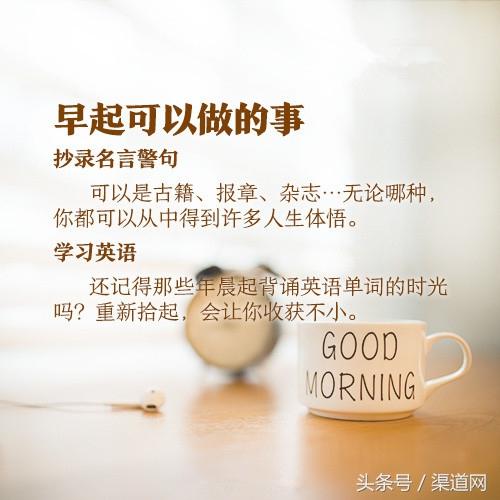 早起可以做的事
抄录名言警句
可以是古籍、报章、杂志…无论哪种，
你都可以从中得到许多人生体悟。
学习英语
还记得那些年晨起背诵英语单词的时光
吗？重新拾起，会让你收获不小。
GOOD
MORNING
头条号 / 渠道网